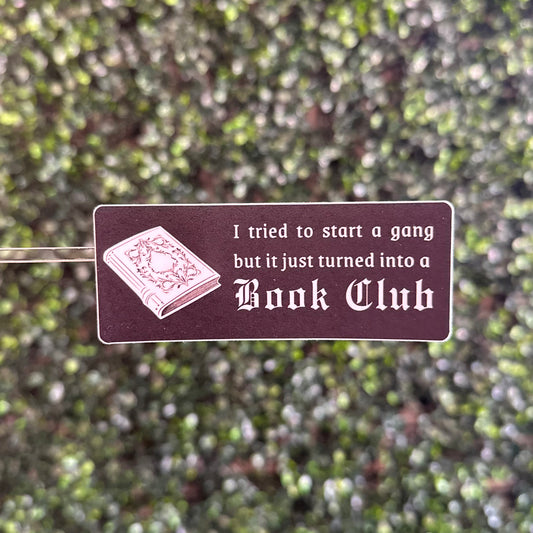 I tried to start a gang
but it just turned into a
Book Club